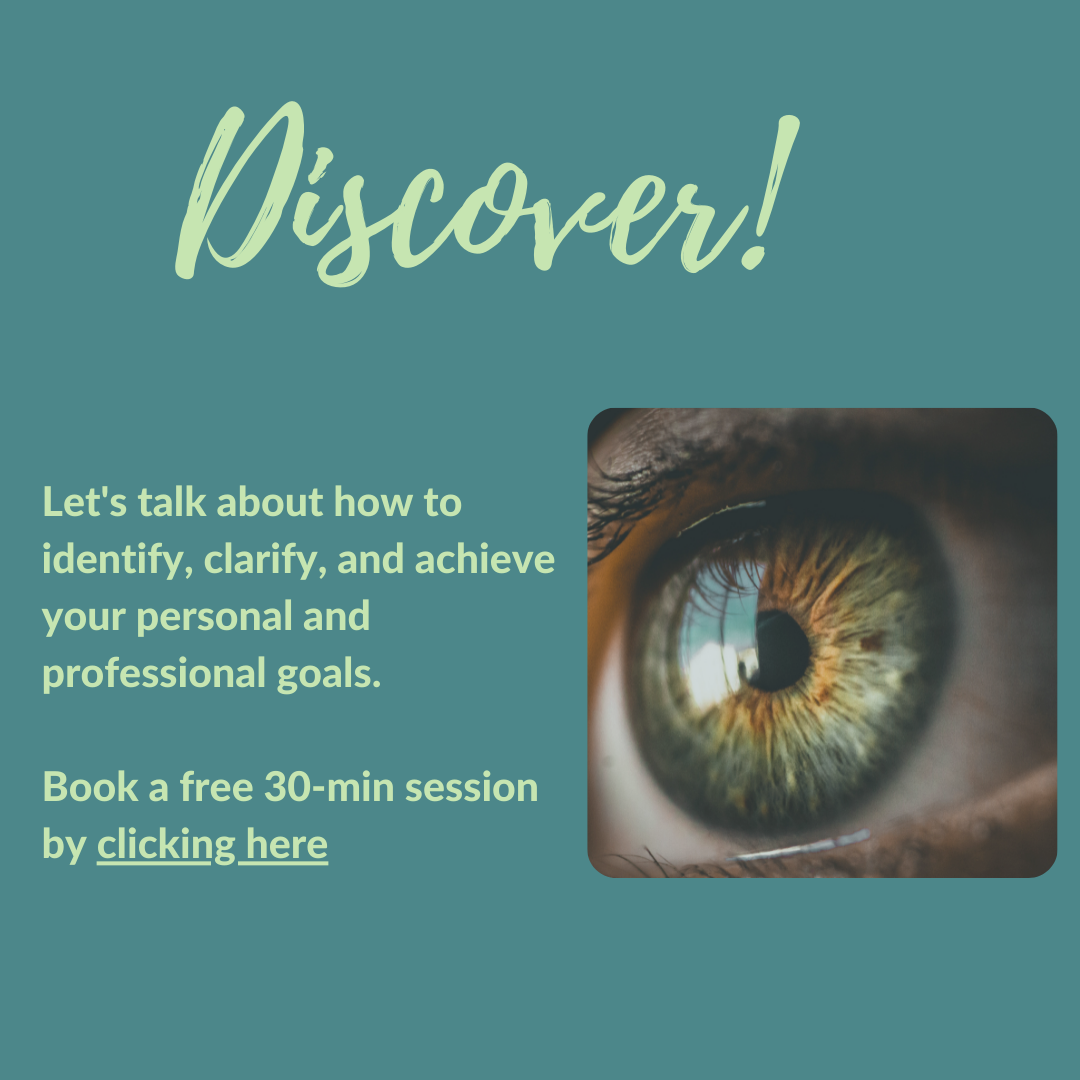 Discover!
Let's talk about how to
identify, clarify, and achieve
your personal and
professional goals.
Book a free 30-min session
by clicking here